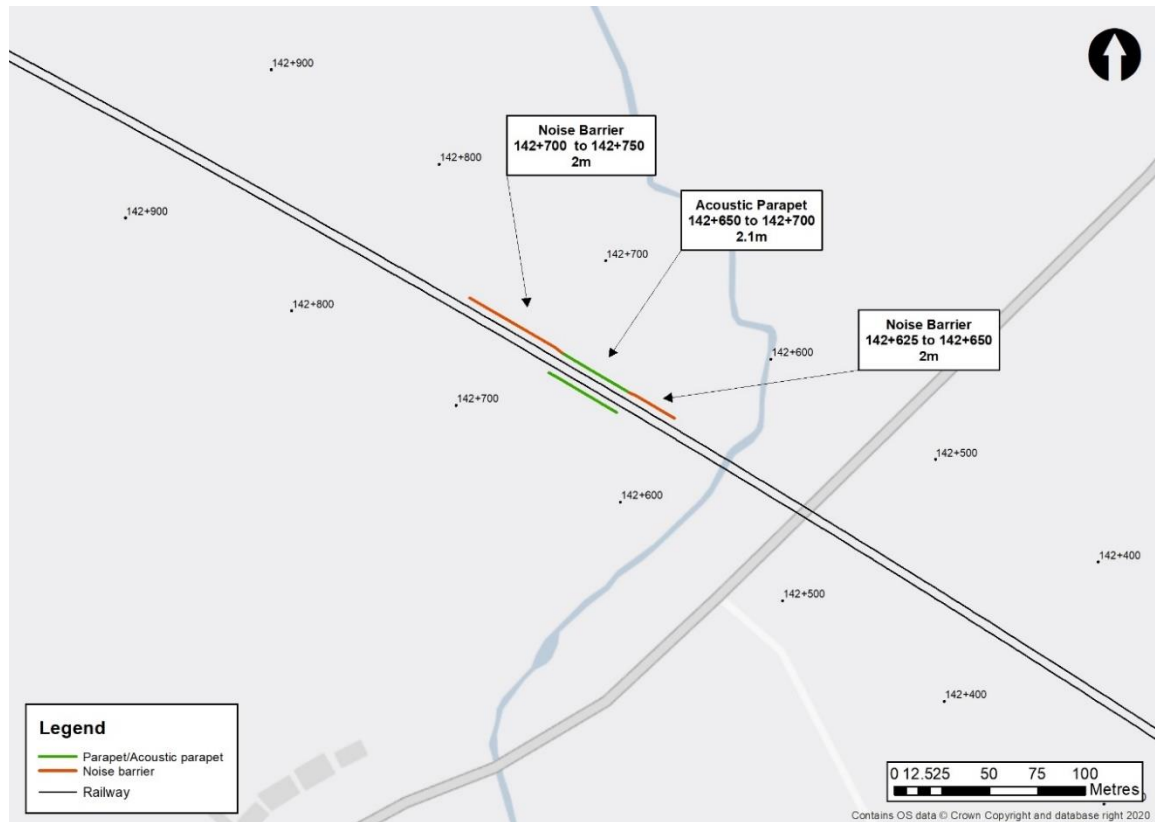 142+900
142+800
Noise Barrier
142+700 to 142+750
2m
Acoustic Parapet
142+650 to 142+700
2.1m
142+900
142+700
142+800
Noise Barrier
142+625 to 142+650
2m
142+600
142+700
142+500
142+600
142+400
142+500
142+400
Legend
Parapet/Acoustic parapet
Noise barrier
Railway
0 12.525 50 75 100
Metres
Contains OS data © Crown Copyright and database right 2020